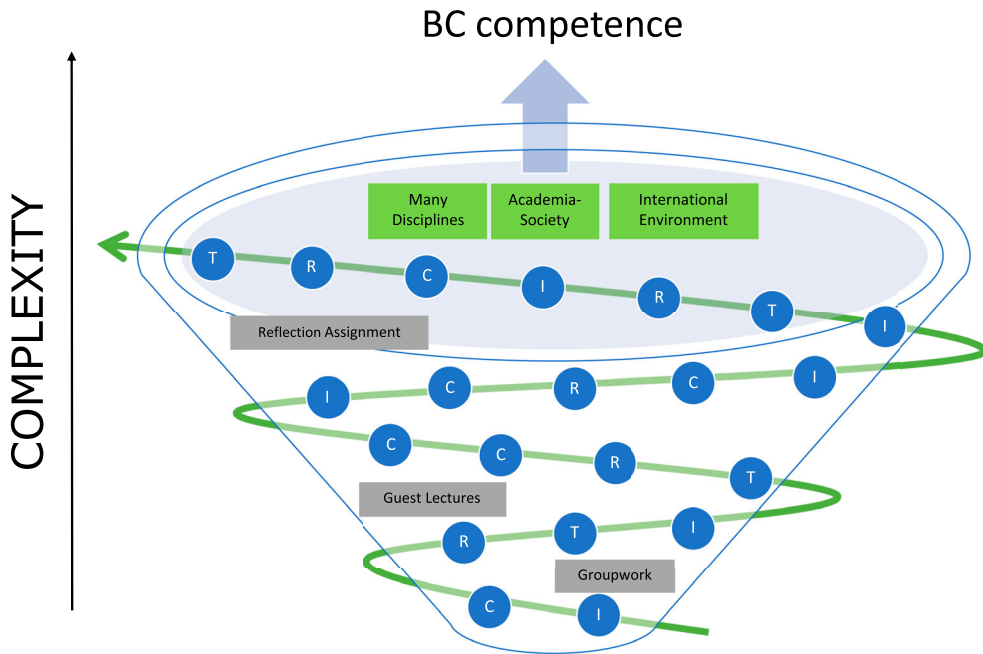 BC competence
COMPLEXITY
Many
Disciplines
Academia-
Society
International
Environment
T R C I R T I
Reflection Assignment
I C R C I
C C R T
Guest Lectures
R T I
Groupwork
C I